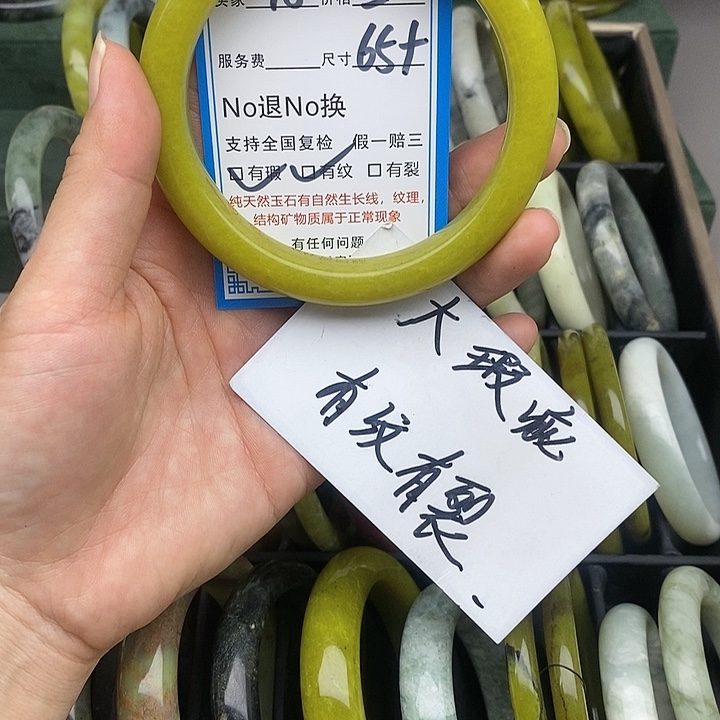 服务费 尺寸 65+
No退No换
支持全国复检 假一赔三
有瑕 有纹 有裂
纯天然玉石有自然生长线，纹理，
结构矿物质属于正常现象
有任何问题
大瑕疵
有纹有裂.